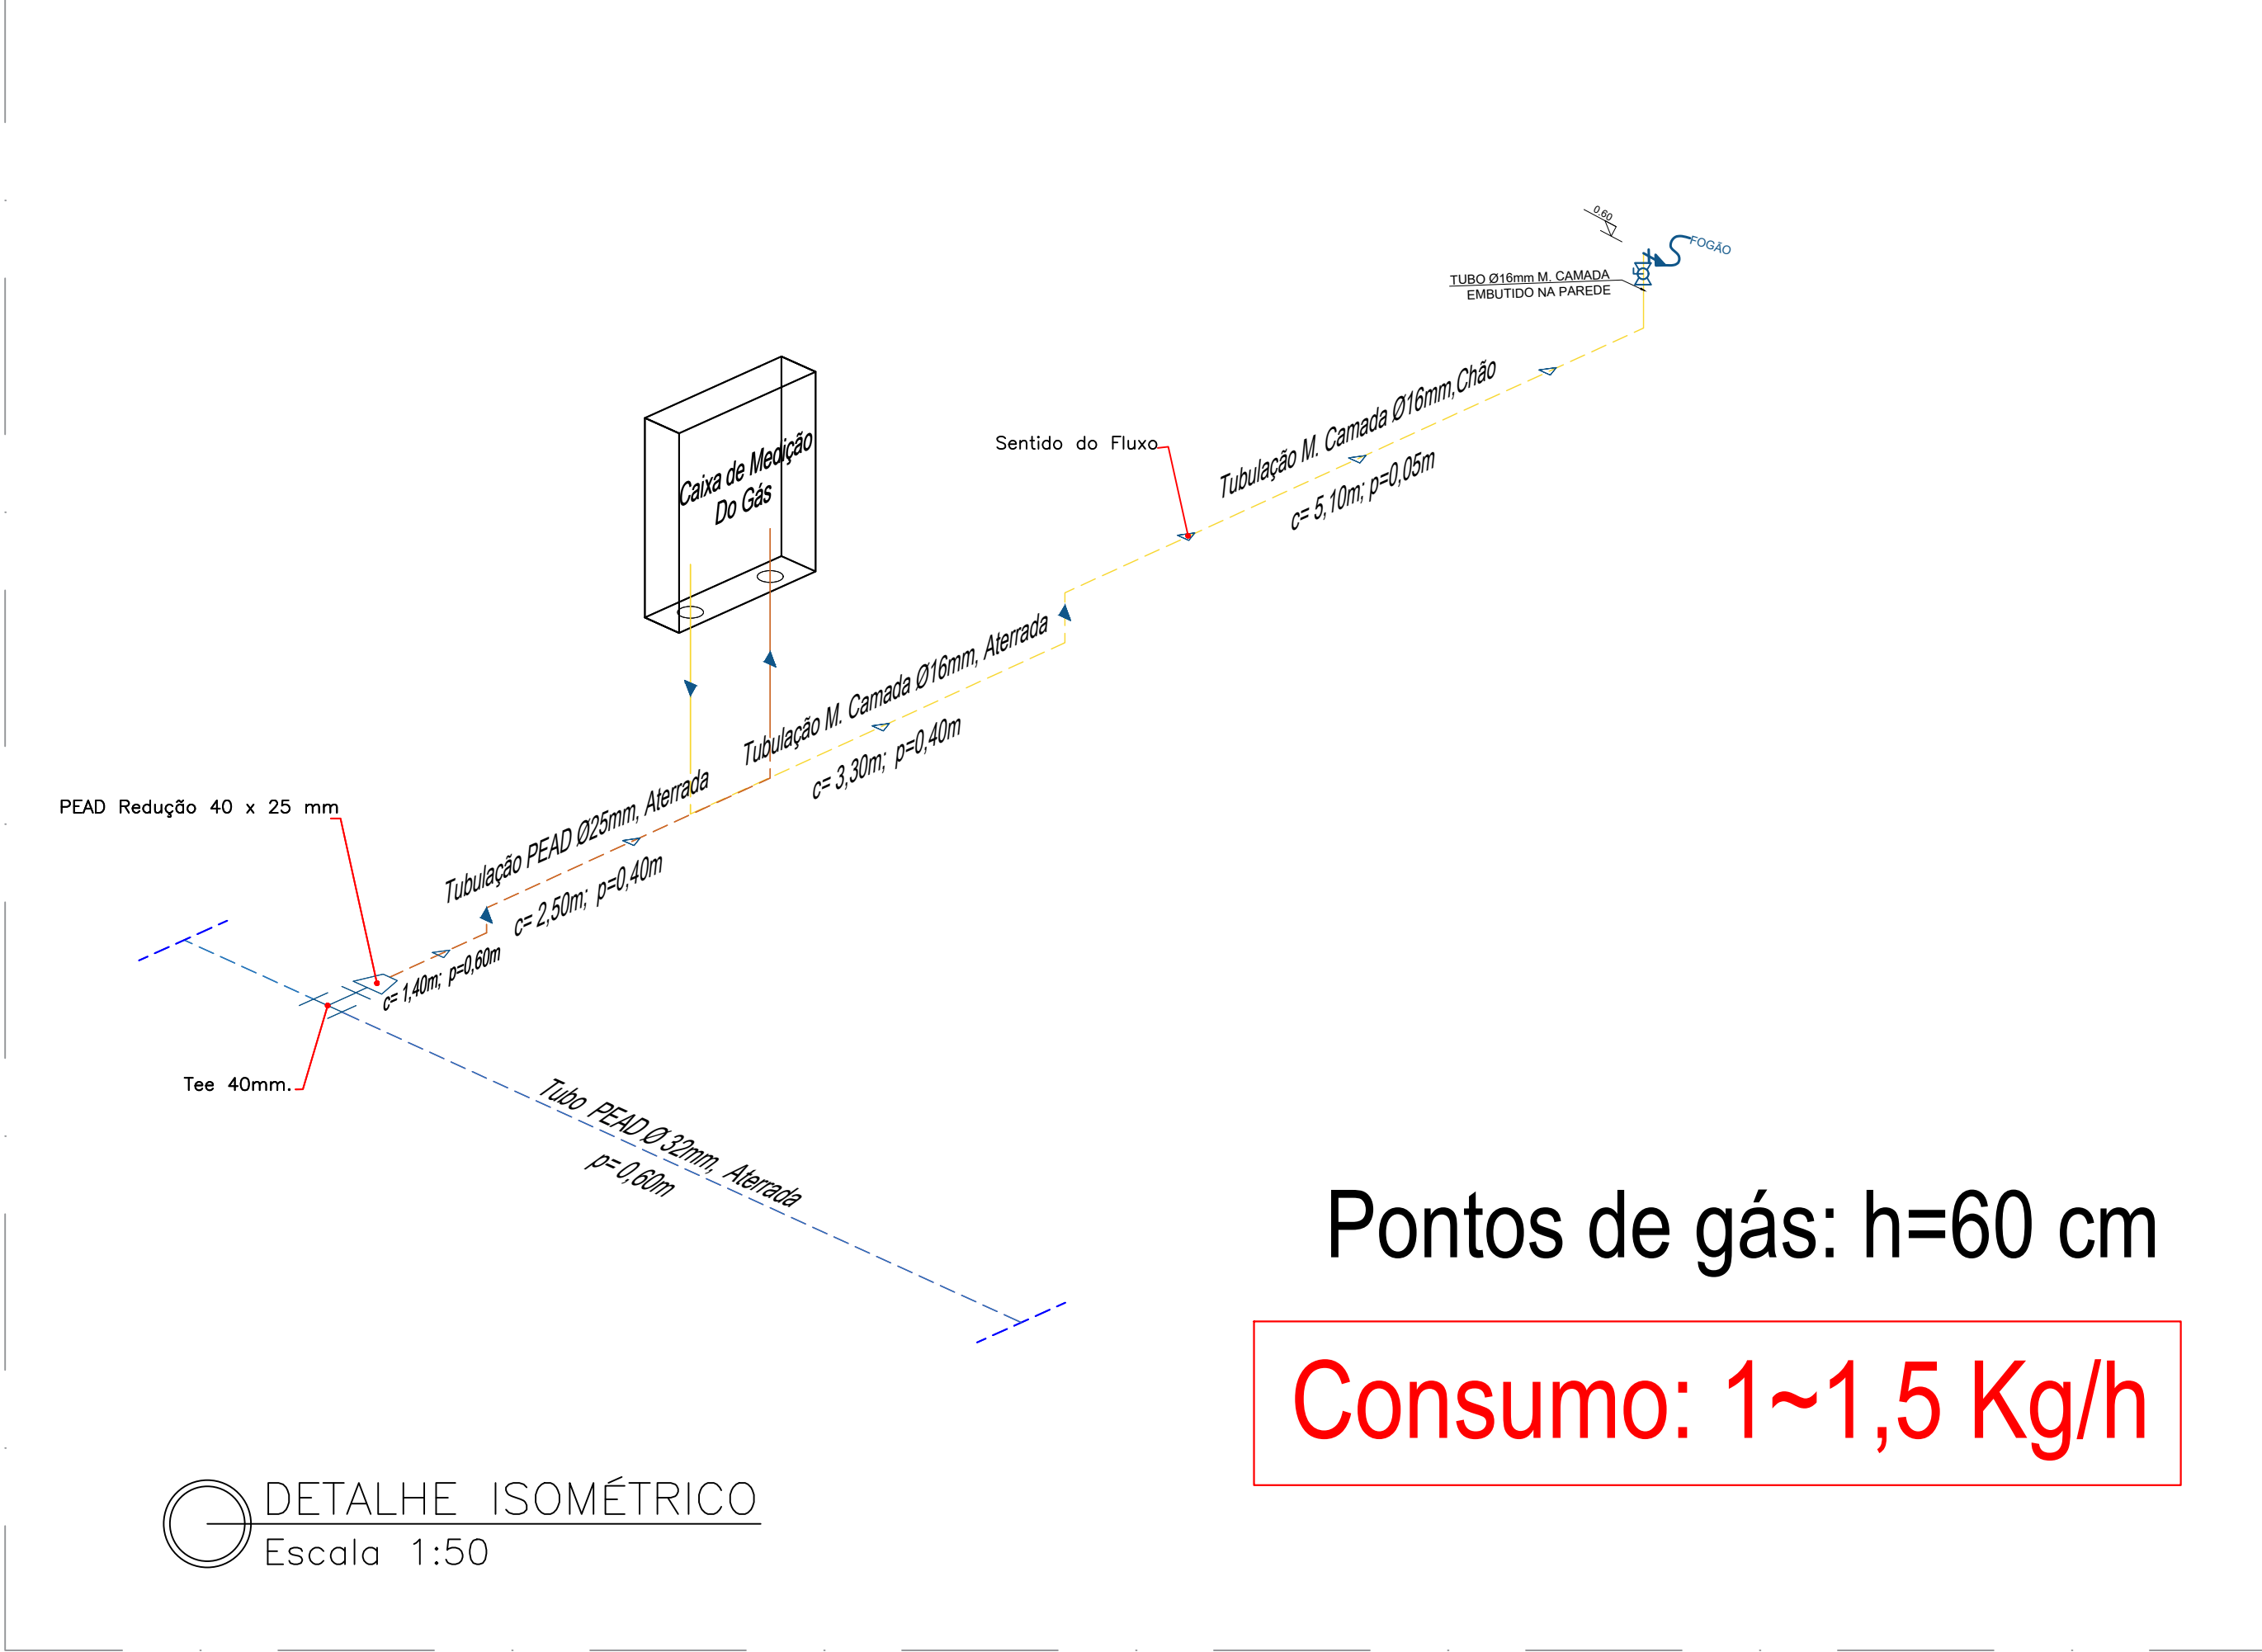 0,60
FOGÃO
TUBO Ø16mm M. CAMADA
EMBUTIDO NA PAREDE
Tubulação M. Camada Ø16mm,Chão
c= 5,10m; p=0,05m
Sentido do Fluxo
Caixa de Medição
Do Gás
Tubulação M. Camada Ø16mm, Aterrada
c= 3,30m; p=0,40m
Tubulação PEAD Ø25mm, Aterrada
c= 2,50m; p=0,40m
PEAD Redução 40 x 25 mm
c= 1,40m; p=0,60m
Tee 40mm.
Tubo PEAD Ø 32mm, Aterrada
p= 0,60m
Pontos de gás: h=60 cm
Consumo: 1~1,5 Kg/h
DETALHE ISOMÉTRICO
Escala 1:50